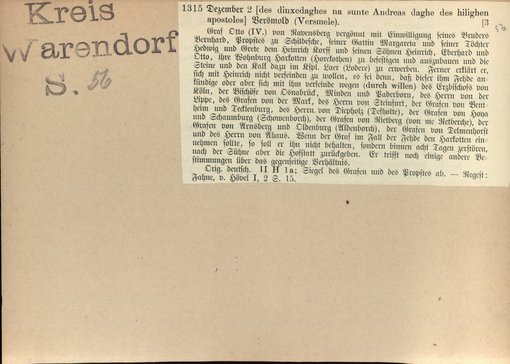 Kreis
Warendorf
S. 56
1315 Dezember 2 [des dinxedaghes na sunte Andreas daghe des hilighen
apostoles] Versmold (Versnele). [3
56
Graf Otto (IV.) von Ravensberg vergönnt mit Einwilligung seines Bruders
Bernhard, Propstes zu Schildesche, seiner Gattin Margareta und seiner Töchter
Hedwig und Grete dem Heinrich Korff und seinen Söhnen Heinrich, Everhard und
Otto, ihre Wohnung Harkotten (Horekothen) zu befestigen und auszubauen und die
Steine und den Kalk dazu im Kspl. Laer (Lodere) zu erwerben. Ferner erklärt er,
sich mit Heinrich nicht verfeinden zu wollen, es sei denn, daß dieser ihm Fehde an-
kündige oder aber sich mit ihm verfeinde wegen (durch willen) des Erzbischofs von
Köln, der Bischöfe von Osnabrück, Münden und Paderborn, des Herrn von der
Lippe, des Grafen von der Mark, des Herrn von Steinfurt, der Grafen von Bent-
heim und Tecklenburg, des Herrn von Diepholz (Defholte), der Grafen von Hoya
und Schaumburg (Schowenborch), der Grafen von Rietberg (von me Retberche), der
Grafen von Arnsberg und Oldenburg (Aldenborch), der Grafen von Delmenhorst
und des Herrn von Ahaus. Wenn der Graf im Fall der Fehde den Harkotten ein-
nehmen sollte, so soll er ihn nicht behalten, sondern binnen acht Tagen zerstören,
nach der Sühne aber die Hofstatt zurückgeben. Er trifft noch einige andere Be-
stimmungen über das gegenseitige Verhältnis.
Orig. deutsch. II H 1a; Siegel des Grafen und des Propstes ab. — Regest:
Fahne, v. Hövel I, 2 S. 15.